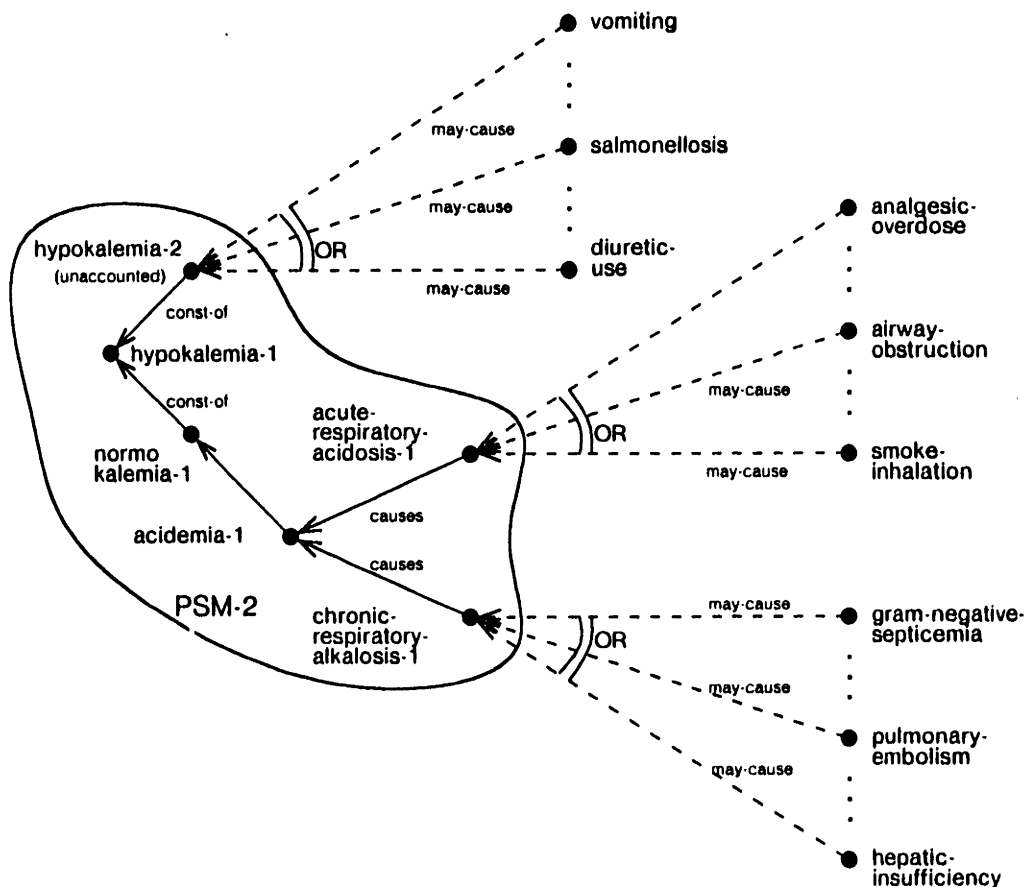 vomiting
may-cause
salmonellosis
may-cause
OR
diuretic-
use
may-cause
analgesic-
overdose
airway-
obstruction
may-cause
OR
smoke-
inhalation
may-cause
hypokalemia-2
(unaccounted)
const-of
hypokalemia-1
const-of
normo
kalemia-1
acute-
respiratory-
acidosis-1
causes
acidemia-1
causes
PSM-2
chronic-
respiratory-
alkalosis-1
may-cause
gram-negative-
septicemia
OR
may-cause
pulmonary-
embolism
may-cause
hepatic-
insufficiency